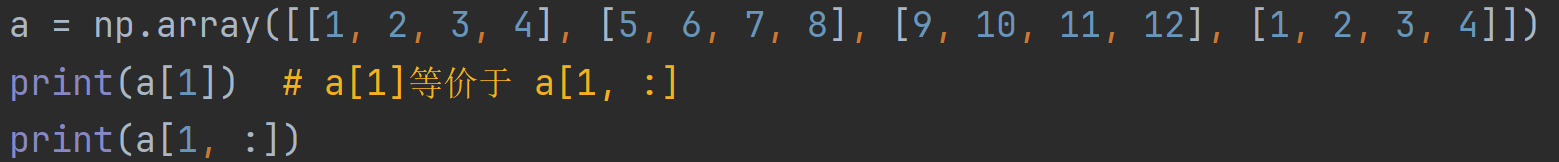 a = np.array([[1, 2, 3, 4], [5, 6, 7, 8], [9, 10, 11, 12], [1, 2, 3, 4]])
print(a[1])  # a[1]等价于 a[1, :]
print(a[1, :])